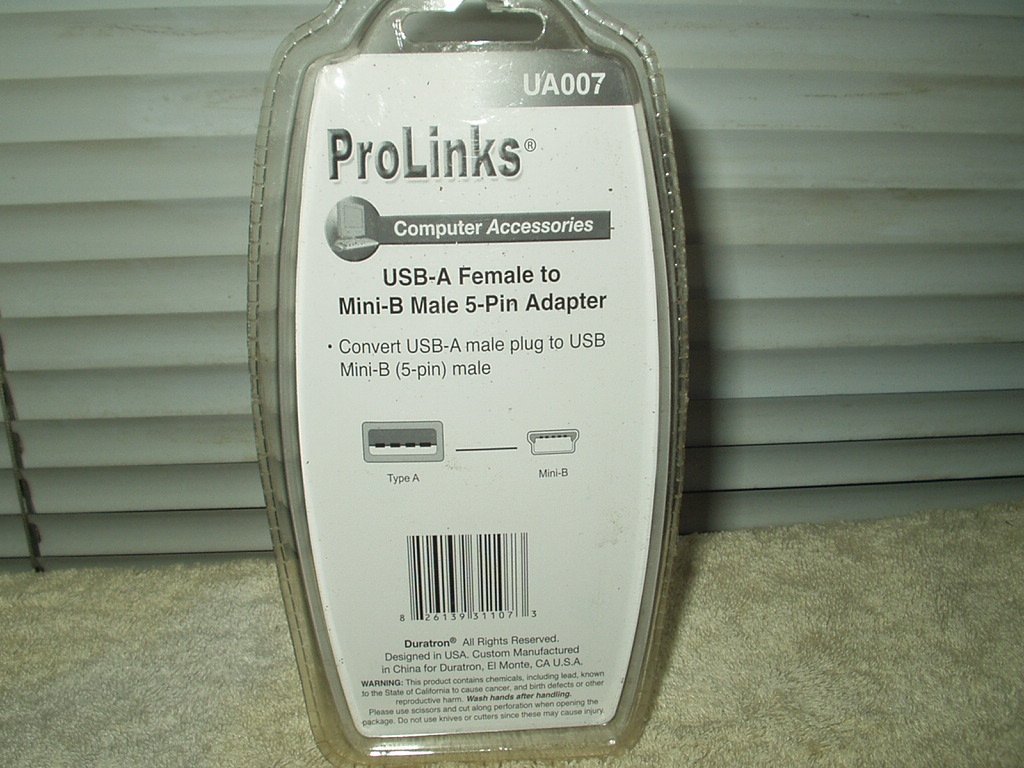 UA007
ProLinks®
Computer Accessories
USB-A Female to
Mini-B Male 5-Pin Adapter
• Convert USB-A male plug to USB
Mini-B (5-pin) male
Type A
Mini-B
8 26139 31107 3
Duratron® All Rights Reserved.
Designed in USA. Custom Manufactured
in China for Duratron, El Monte, CA U.S.A.
WARNING: This product contains chemicals, including lead, known
to the State of California to cause cancer, and birth defects or other
reproductive harm. Wash hands after handling.
Please use scissors and cut along perforation when opening the
package. Do not use knives or cutters since these may cause injury.